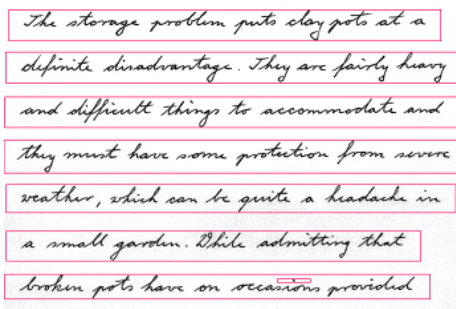 The storage problem puts clay pots at a
definite disadvantage. They are fairly heavy
and difficult things to accommodate and
they must have some protection from severe
weather, which can be quite a headache in
a small garden. While admitting that
broken pots have on occasions provided